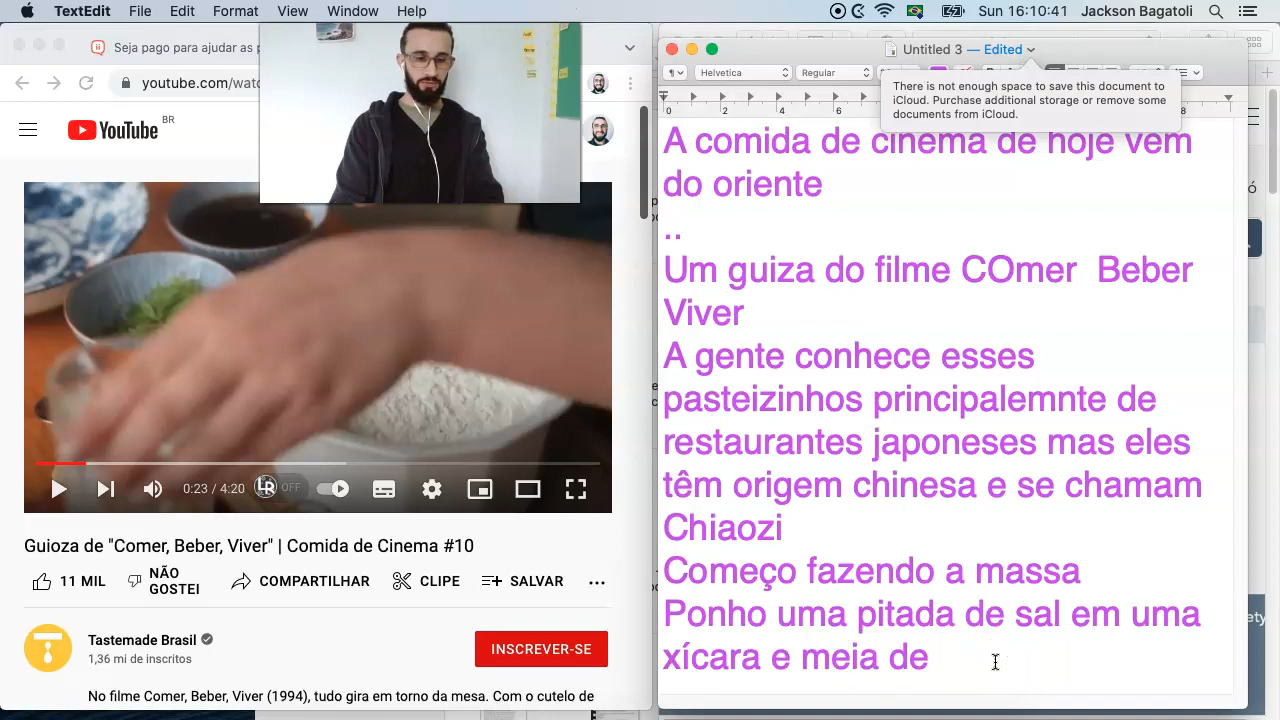 TextEdit File Edit Format View Window Help Sun 16:10:41 Jackson Bagatoli
Seja pago para ajudar as p
youtube.com/watc
YouTube BR
0:23 / 4:20
OFF
Guioza de "Comer, Beber, Viver" | Comida de Cinema #10
11 MIL NÃO GOSTEI COMPARTILHAR CLIPE SALVAR ...
Tastemade Brasil
1,36 mi de inscritos
INSCREVER-SE
No filme Comer, Beber, Viver (1994), tudo gira em torno da mesa. Com o cutelo de
Untitled 3 — Edited
Helvetica Regular
There is not enough space to save this document to
iCloud. Purchase additional storage or remove some
documents from iCloud.
0 2 4 6 8
A comida de cinema de hoje vem
do oriente
..
Um guiza do filme COmer  Beber
Viver
A gente conhece esses
pasteizinhos principalemnte de
restaurantes japoneses mas eles
têm origem chinesa e se chamam
Chiaozi
Começo fazendo a massa
Ponho uma pitada de sal em uma
xícara e meia de